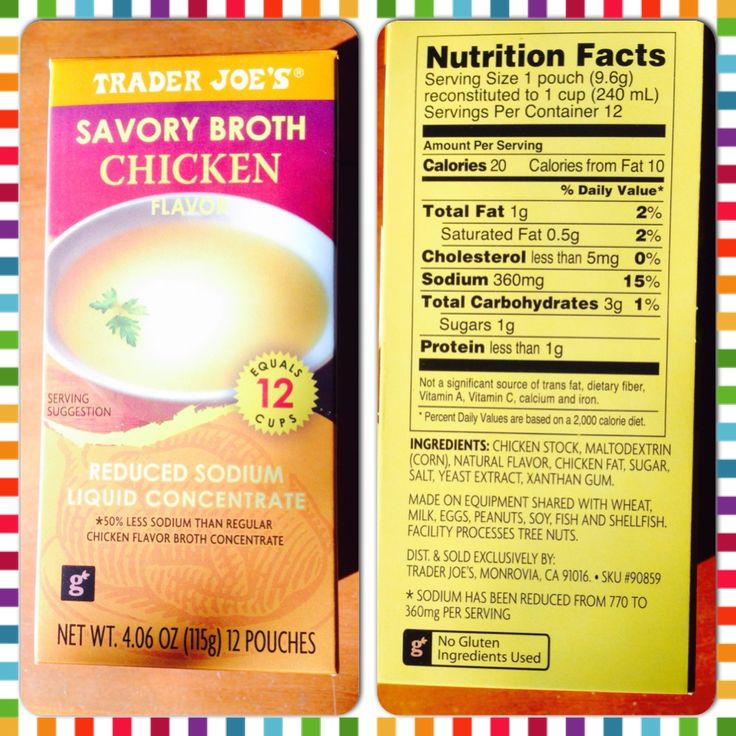 TRADER JOE'S®
SAVORY BROTH
CHICKEN
FLAVOR
SERVING
SUGGESTION
EQUALS
12
CUPS
REDUCED SODIUM
LIQUID CONCENTRATE
*50% LESS SODIUM THAN REGULAR
CHICKEN FLAVOR BROTH CONCENTRATE
g*
NET WT. 4.06 OZ (115g) 12 POUCHES
Nutrition Facts
Serving Size 1 pouch (9.6g)
reconstituted to 1 cup (240 mL)
Servings Per Container 12
Amount Per Serving
Calories 20 Calories from Fat 10
% Daily Value*
Total Fat 1g 2%
Saturated Fat 0.5g 2%
Cholesterol less than 5mg 0%
Sodium 360mg 15%
Total Carbohydrates 3g 1%
Sugars 1g
Protein less than 1g
Not a significant source of trans fat, dietary fiber,
Vitamin A, Vitamin C, calcium and iron.
* Percent Daily Values are based on a 2,000 calorie diet.
INGREDIENTS: CHICKEN STOCK, MALTODEXTRIN
(CORN), NATURAL FLAVOR, CHICKEN FAT, SUGAR,
SALT, YEAST EXTRACT, XANTHAN GUM.
MADE ON EQUIPMENT SHARED WITH WHEAT,
MILK, EGGS, PEANUTS, SOY, FISH AND SHELLFISH.
FACILITY PROCESSES TREE NUTS.
DIST. & SOLD EXCLUSIVELY BY:
TRADER JOE'S, MONROVIA, CA 91016. • SKU #90859
* SODIUM HAS BEEN REDUCED FROM 770 TO
360mg PER SERVING
g* No Gluten
Ingredients Used